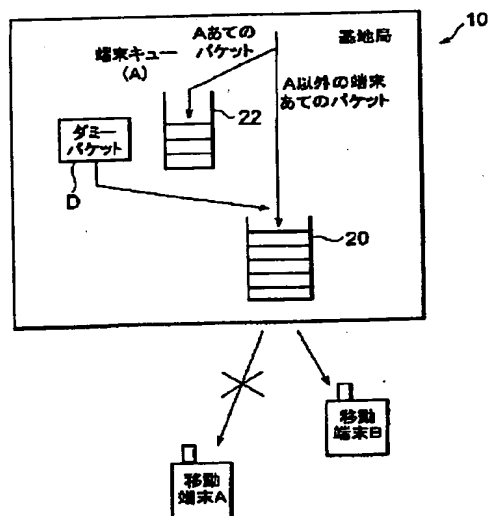 10
基地局
Aあての
パケット
端末キュー
(A)
22
A以外の端末
あてのパケット
ダミー
パケット
D
20
移動
端末B
移動
端末A